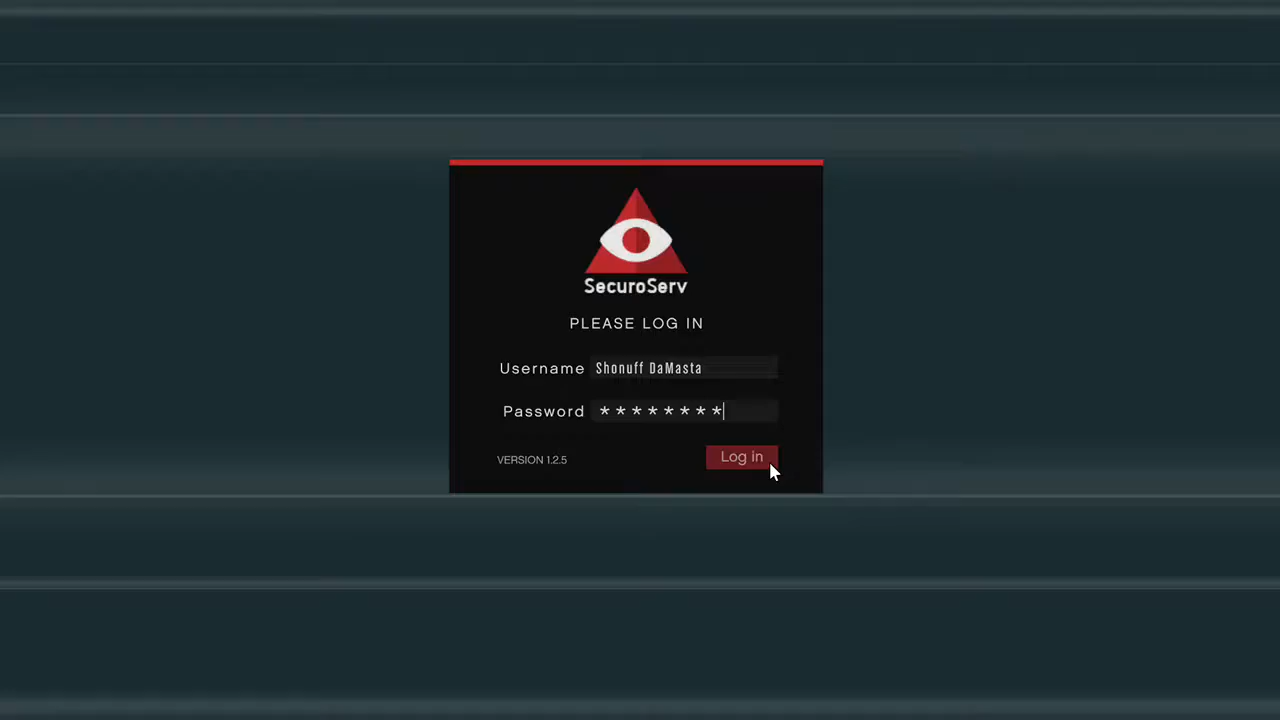 SecuroServ
PLEASE LOG IN
Username Shonuff DaMasta
Password ********
VERSION 1.2.5 Log in